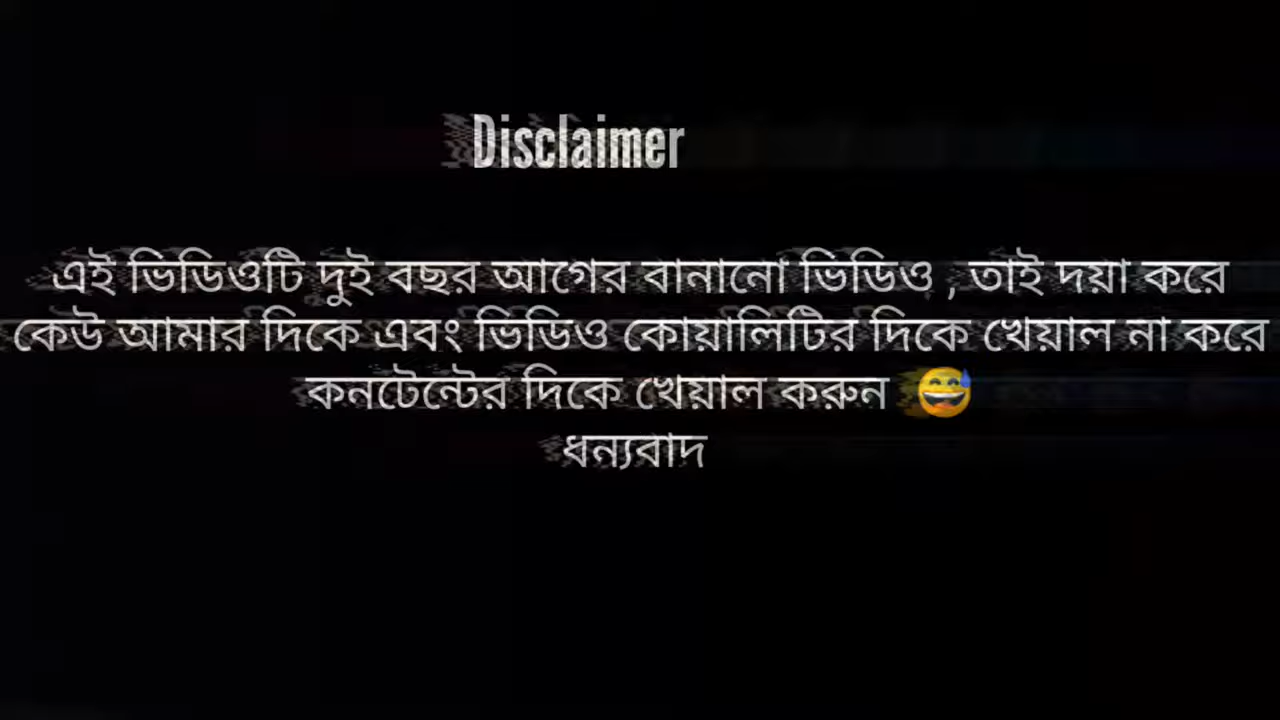 Disclaimer
এই ভিডিওটি দুই বছর আগের বানানো ভিডিও , তাই দয়া করে
কেউ আমার দিকে এবং ভিডিও কোয়ালিটির দিকে খেয়াল না করে
কনটেন্টের দিকে খেয়াল করুন 😅
ধন্যবাদ